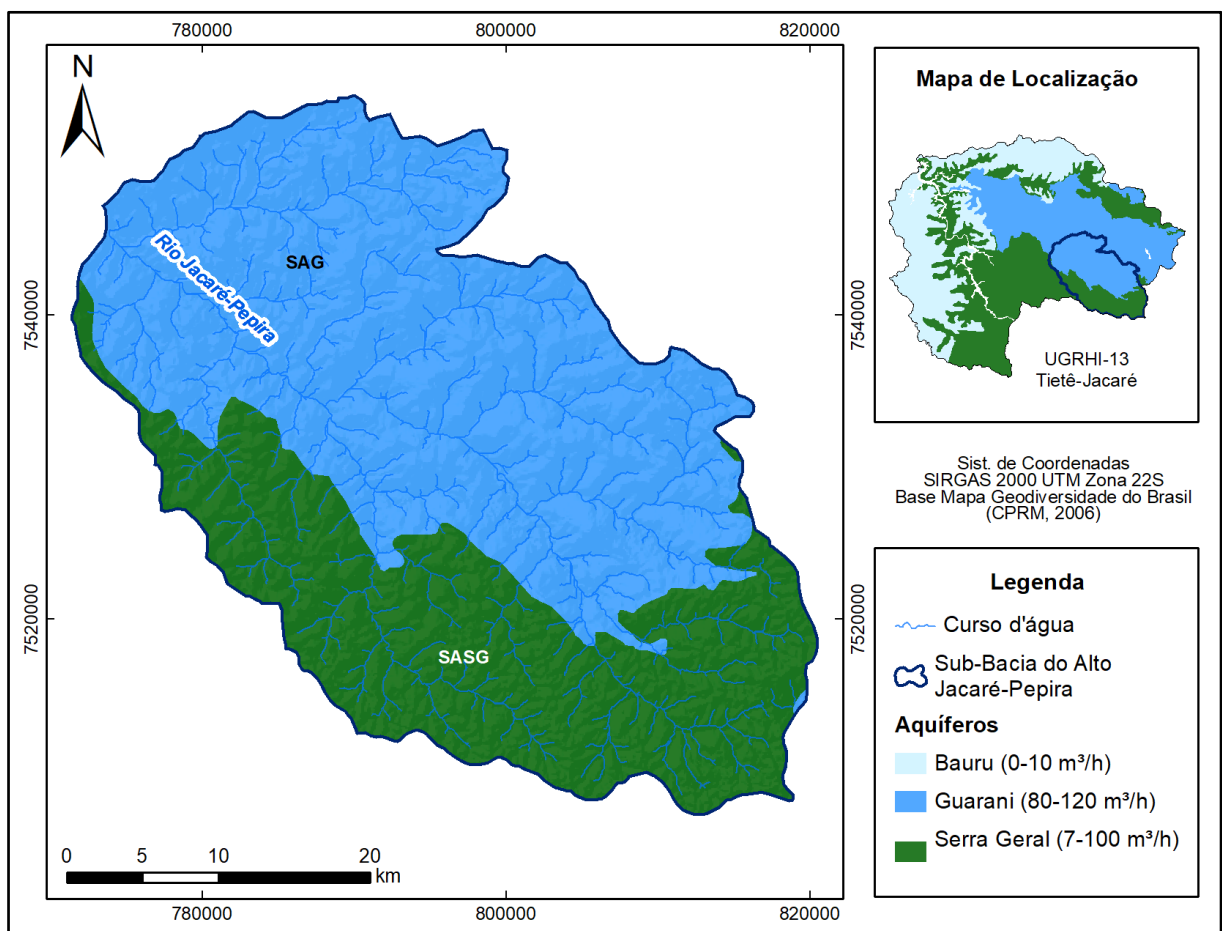 780000
800000
820000
N
7540000
7520000
Rio Jacaré-Pepira
SAG
SASG
0
5
10
20
km
7540000
7520000
780000
800000
820000
Mapa de Localização
UGRHI-13
Tietê-Jacaré
Sist. de Coordenadas
SIRGAS 2000 UTM Zona 22S
Base Mapa Geodiversidade do Brasil
(CPRM, 2006)
Legenda
Curso d'água
Sub-Bacia do Alto
Jacaré-Pepira
Aquíferos
Bauru (0-10 m³/h)
Guarani (80-120 m³/h)
Serra Geral (7-100 m³/h)